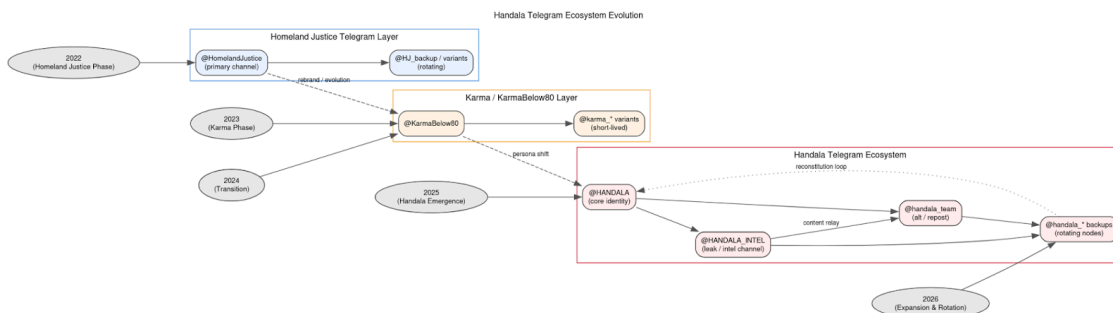 Handala Telegram Ecosystem Evolution
Homeland Justice Telegram Layer
2022
(Homeland Justice Phase)
@HomelandJustice
(primary channel)
@HJ_backup / variants
(rotating)
rebrand / evolution
Karma / KarmaBelow80 Layer
2023
(Karma Phase)
@KarmaBelow80
@karma_* variants
(short-lived)
persona shift
2024
(Transition)
Handala Telegram Ecosystem
reconstitution loop
2025
(Handala Emergence)
@HANDALA
(core identity)
@handala_team
(alt / repost)
content relay
@HANDALA_INTEL
(leak / intel channel)
@handala_* backups
(rotating nodes)
2026
(Expansion & Rotation)